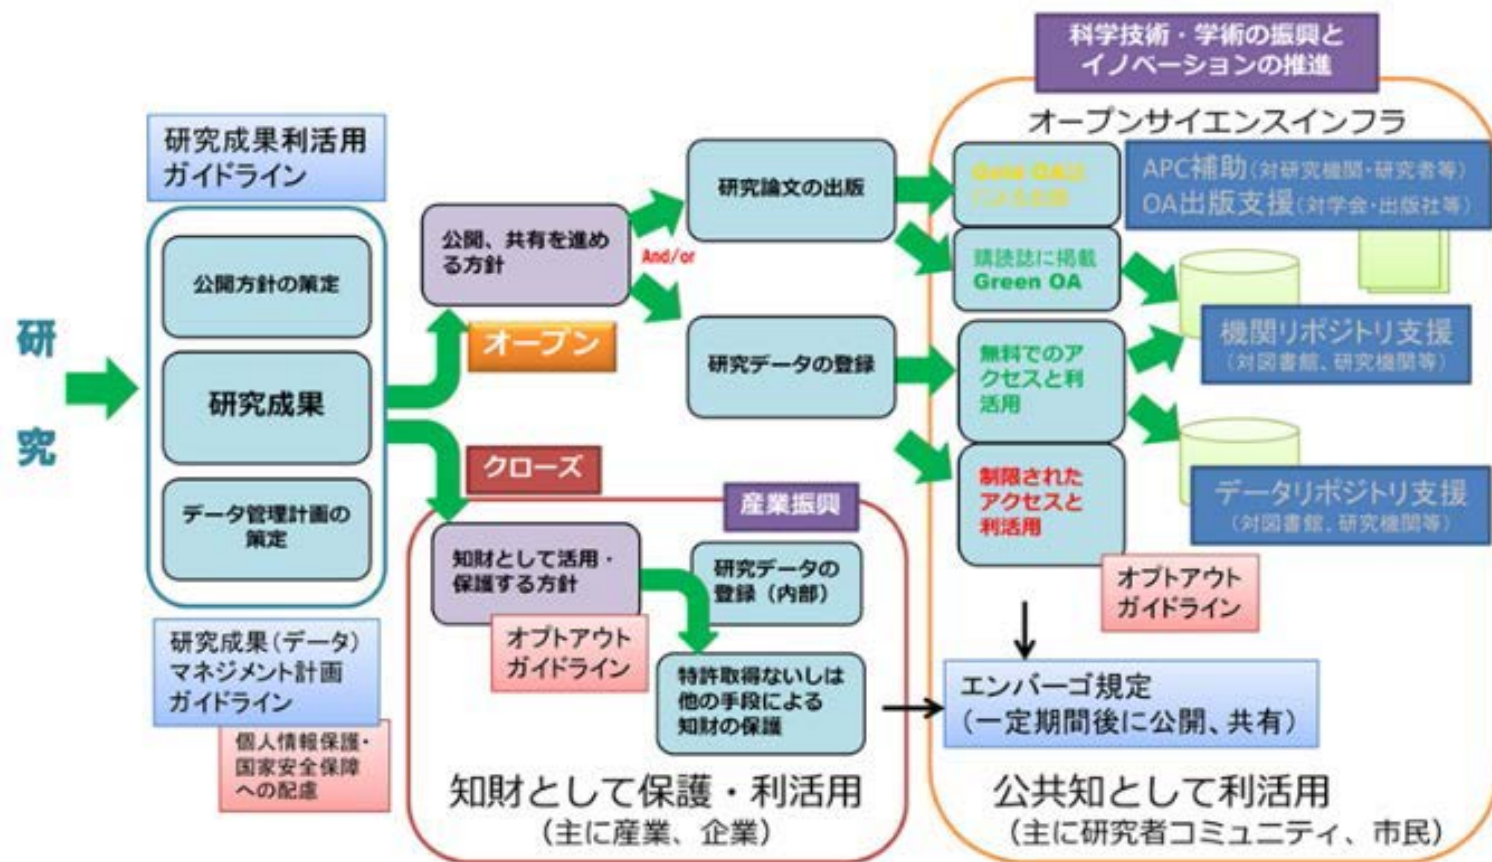 科学技術・学術の振興と
イノベーションの推進
オープンサイエンスインフラ
研究成果利活用
ガイドライン
公開方針の策定
研究成果
データ管理計画の
策定
研
究
研究成果(データ)
マネジメント計画
ガイドライン
個人情報保護・
国家安全保障
への配慮
公開、共有を進め
る方針
And/or
オープン
クローズ
研究論文の出版
研究データの登録
Gold OA
購読誌に掲載
Green OA
無料でのア
クセスと利
活用
制限された
アクセスと
利活用
APC補助(対研究機関・研究者等)
OA出版支援(対学会・出版社等)
機関リポジトリ支援
(対図書館、研究機関等)
データリポジトリ支援
(対図書館、研究機関等)
オプトアウト
ガイドライン
産業振興
知財として活用・
保護する方針
研究データの
登録(内部)
オプトアウト
ガイドライン
特許取得ないしは
他の手段による
知財の保護
エンバーゴ規定
(一定期間後に公開、共有)
知財として保護・利活用
(主に産業、企業)
公共知として利活用
(主に研究者コミュニティ、市民)